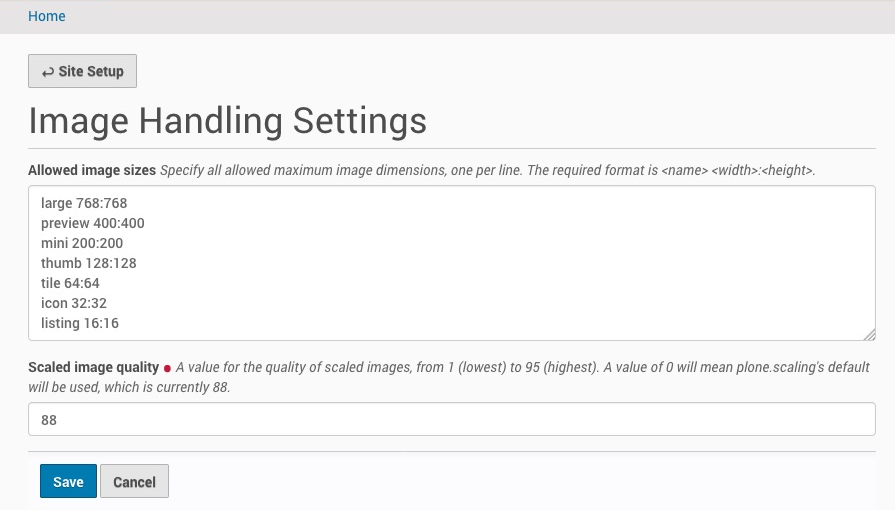 Home
↩ Site Setup
Image Handling Settings
Allowed image sizes Specify all allowed maximum image dimensions, one per line. The required format is <name> <width>:<height>.
large 768:768
preview 400:400
mini 200:200
thumb 128:128
tile 64:64
icon 32:32
listing 16:16
Scaled image quality • A value for the quality of scaled images, from 1 (lowest) to 95 (highest). A value of 0 will mean plone.scaling's default
will be used, which is currently 88.
88
Save Cancel